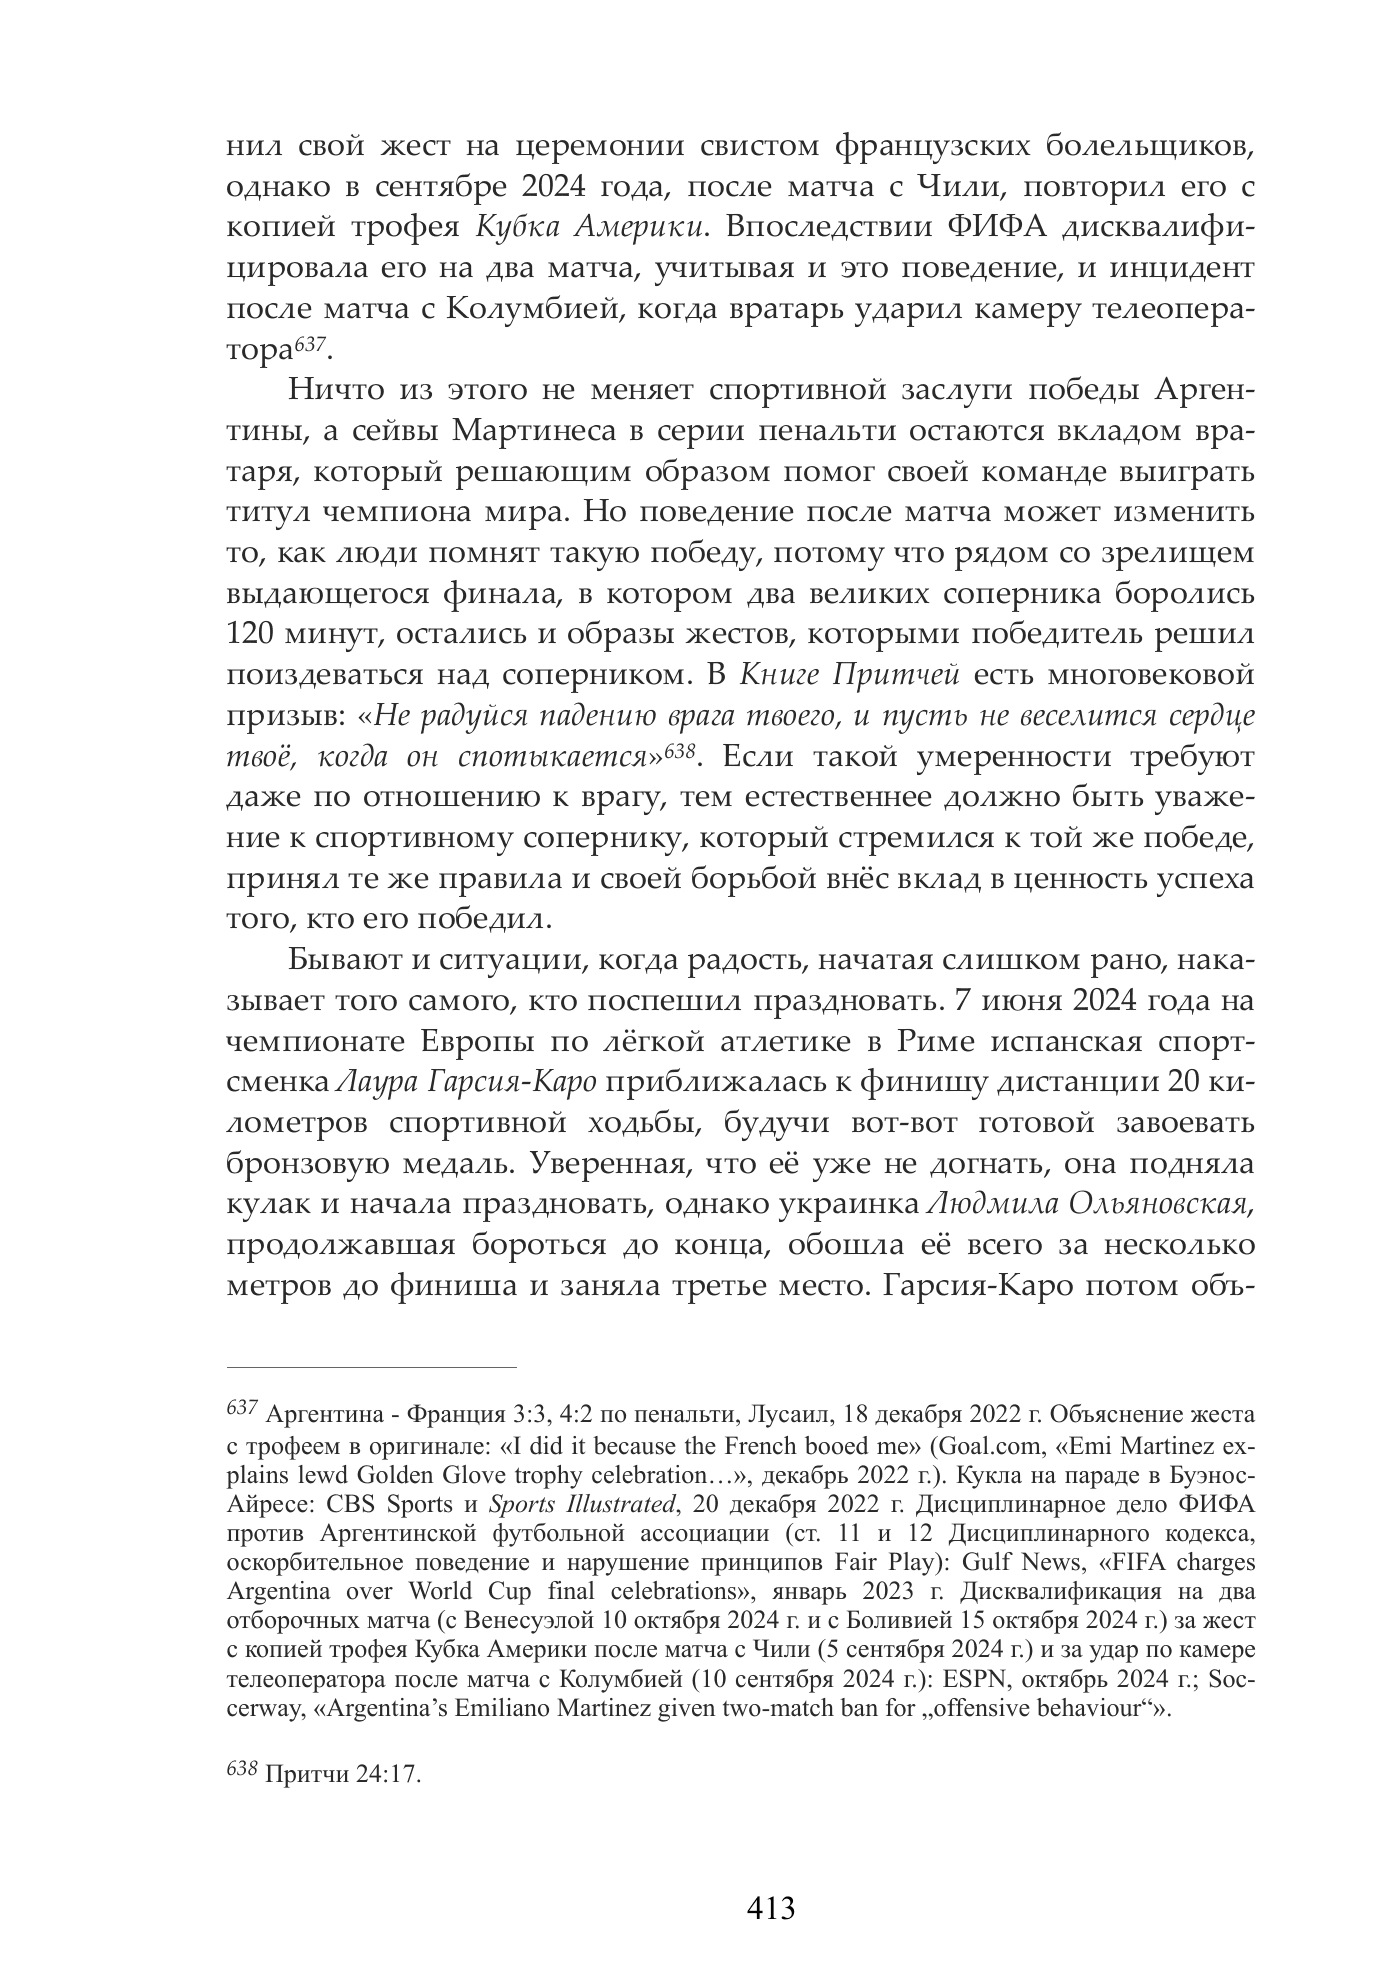 нил свой жест на церемонии свистом французских болельщиков,
однако в сентябре 2024 года, после матча с Чили, повторил его с
копией трофея Кубка Америки. Впоследствии ФИФА дисквалифи-
цировала его на два матча, учитывая и это поведение, и инцидент
после матча с Колумбией, когда вратарь ударил камеру телеопера-
тора637.
Ничто из этого не меняет спортивной заслуги победы Арген-
тины, а сейвы Мартинеса в серии пенальти остаются вкладом вра-
таря, который решающим образом помог своей команде выиграть
титул чемпиона мира. Но поведение после матча может изменить
то, как люди помнят такую победу, потому что рядом со зрелищем
выдающегося финала, в котором два великих соперника боролись
120 минут, остались и образы жестов, которыми победитель решил
поиздеваться над соперником. В Книге Притчей есть многовековой
призыв: «Не радуйся падению врага твоего, и пусть не веселится сердце
твоё, когда он спотыкается»638. Если такой умеренности требуют
даже по отношению к врагу, тем естественнее должно быть уваже-
ние к спортивному сопернику, который стремился к той же победе,
принял те же правила и своей борьбой внёс вклад в ценность успеха
того, кто его победил.
Бывают и ситуации, когда радость, начатая слишком рано, нака-
зывает того самого, кто поспешил праздновать. 7 июня 2024 года на
чемпионате Европы по лёгкой атлетике в Риме испанская спорт-
сменка Лаура Гарсия-Каро приближалась к финишу дистанции 20 ки-
лометров спортивной ходьбы, будучи вот-вот готовой завоевать
бронзовую медаль. Уверенная, что её уже не догнать, она подняла
кулак и начала праздновать, однако украинка Людмила Ольяновская,
продолжавшая бороться до конца, обошла её всего за несколько
метров до финиша и заняла третье место. Гарсия-Каро потом объ-
637 Аргентина - Франция 3:3, 4:2 по пенальти, Лусаил, 18 декабря 2022 г. Объяснение жеста
с трофеем в оригинале: «I did it because the French booed me» (Goal.com, «Emi Martinez ex-
plains lewd Golden Glove trophy celebration…», декабрь 2022 г.). Кукла на параде в Буэнос-
Айресе: CBS Sports и Sports Illustrated, 20 декабря 2022 г. Дисциплинарное дело ФИФА
против Аргентинской футбольной ассоциации (ст. 11 и 12 Дисциплинарного кодекса,
оскорбительное поведение и нарушение принципов Fair Play): Gulf News, «FIFA charges
Argentina over World Cup final celebrations», январь 2023 г. Дисквалификация на два
отборочных матча (с Венесуэлой 10 октября 2024 г. и с Боливией 15 октября 2024 г.) за жест
с копией трофея Кубка Америки после матча с Чили (5 сентября 2024 г.) и за удар по камере
телеоператора после матча с Колумбией (10 сентября 2024 г.): ESPN, октябрь 2024 г.; Soc-
cerway, «Argentina’s Emiliano Martinez given two-match ban for „offensive behaviour“».
638 Притчи 24:17.
413